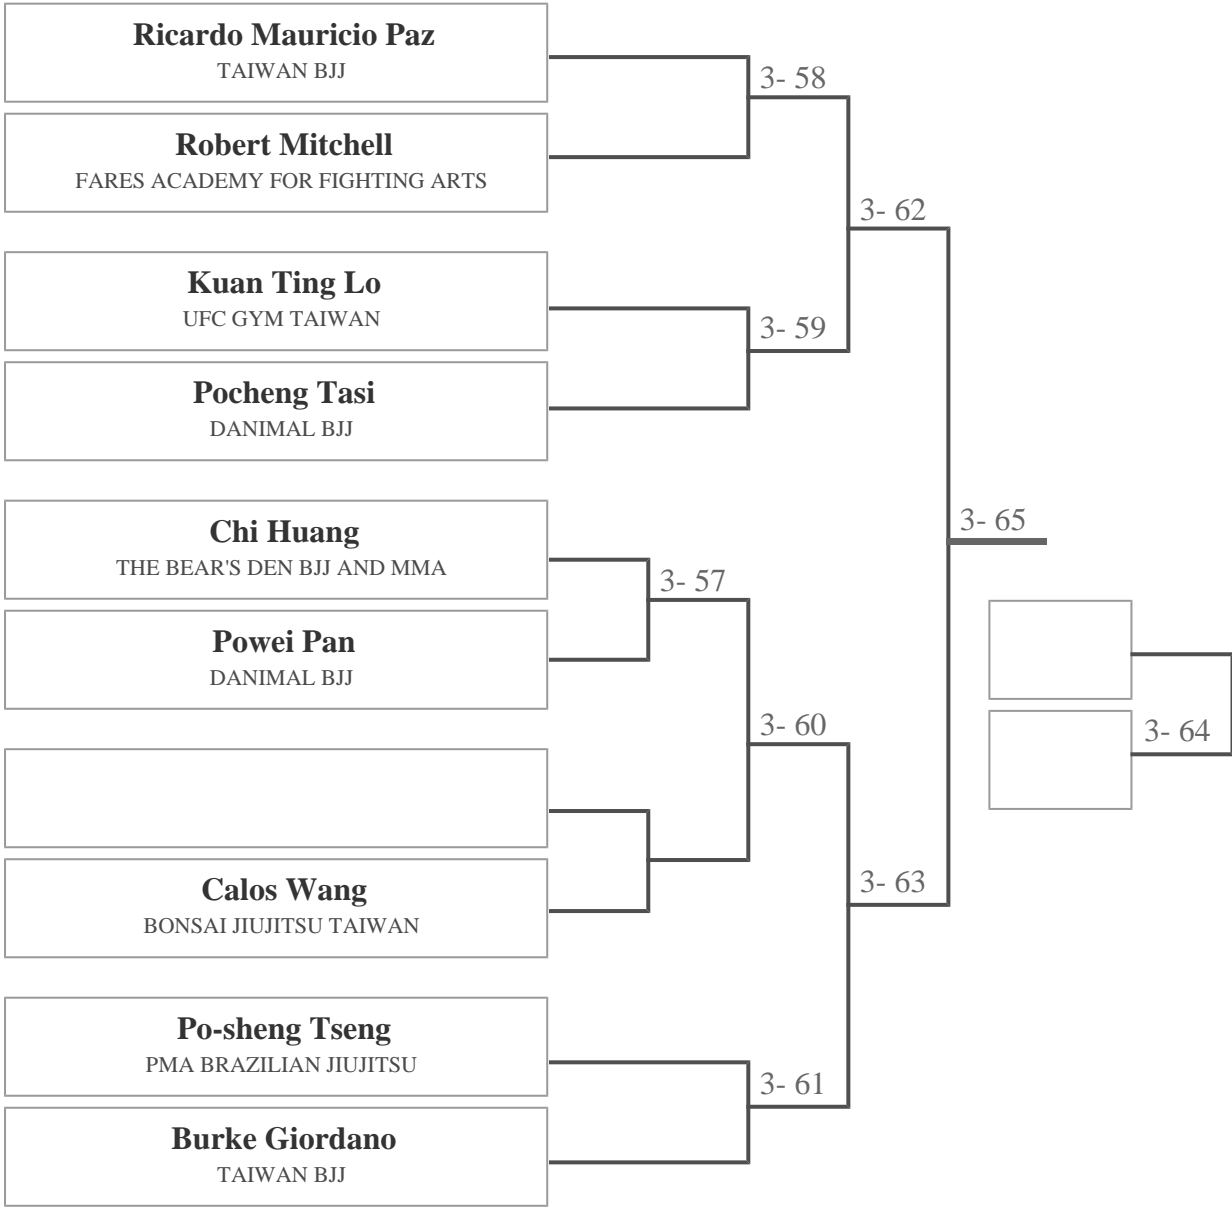 Ricardo Mauricio Paz
TAIWAN BJJ
3- 58
Robert Mitchell
FARES ACADEMY FOR FIGHTING ARTS
3- 62
Kuan Ting Lo
UFC GYM TAIWAN
3- 59
Pocheng Tasi
DANIMAL BJJ
Chi Huang
THE BEAR'S DEN BJJ AND MMA
3- 65
3- 57
Powei Pan
DANIMAL BJJ
3- 60
3- 64
Calos Wang
BONSAI JIUJITSU TAIWAN
3- 63
Po-sheng Tseng
PMA BRAZILIAN JIUJITSU
3- 61
Burke Giordano
TAIWAN BJJ